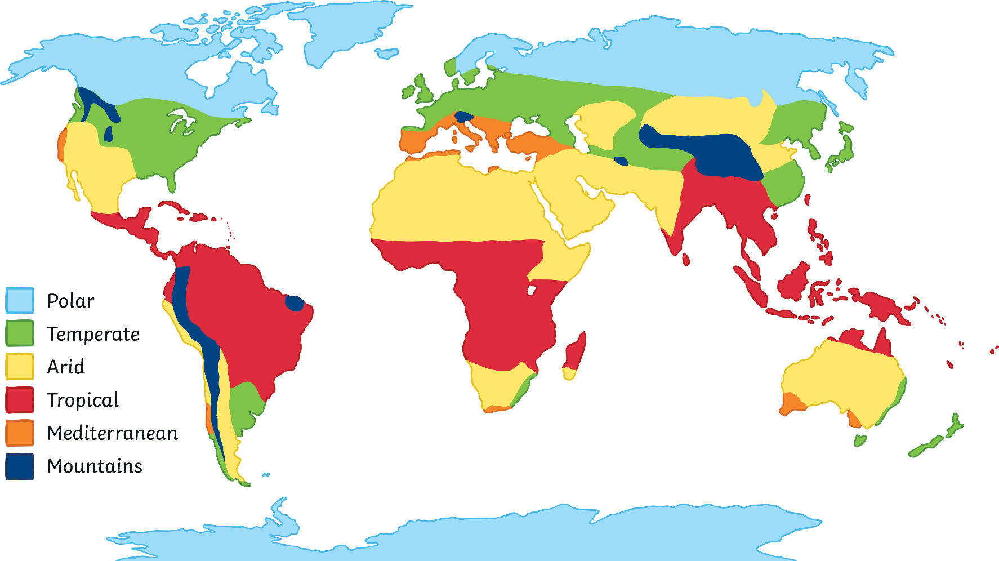 Polar
Temperate
Arid
Tropical
Mediterranean
Mountains